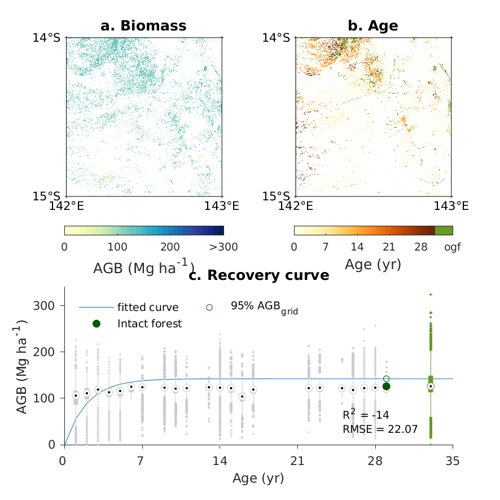 a. Biomass
14°S
15°S
142°E 143°E
0 100 200 >300
AGB (Mg ha⁻¹)
b. Age
14°S
15°S
142°E 143°E
0 7 14 21 28 ogf
Age (yr)
c. Recovery curve
300
200
100
0
AGB (Mg ha⁻¹)
fitted curve
95% AGB_grid
Intact forest
R² = -14
RMSE = 22.07
0 7 14 21 28 35
Age (yr)